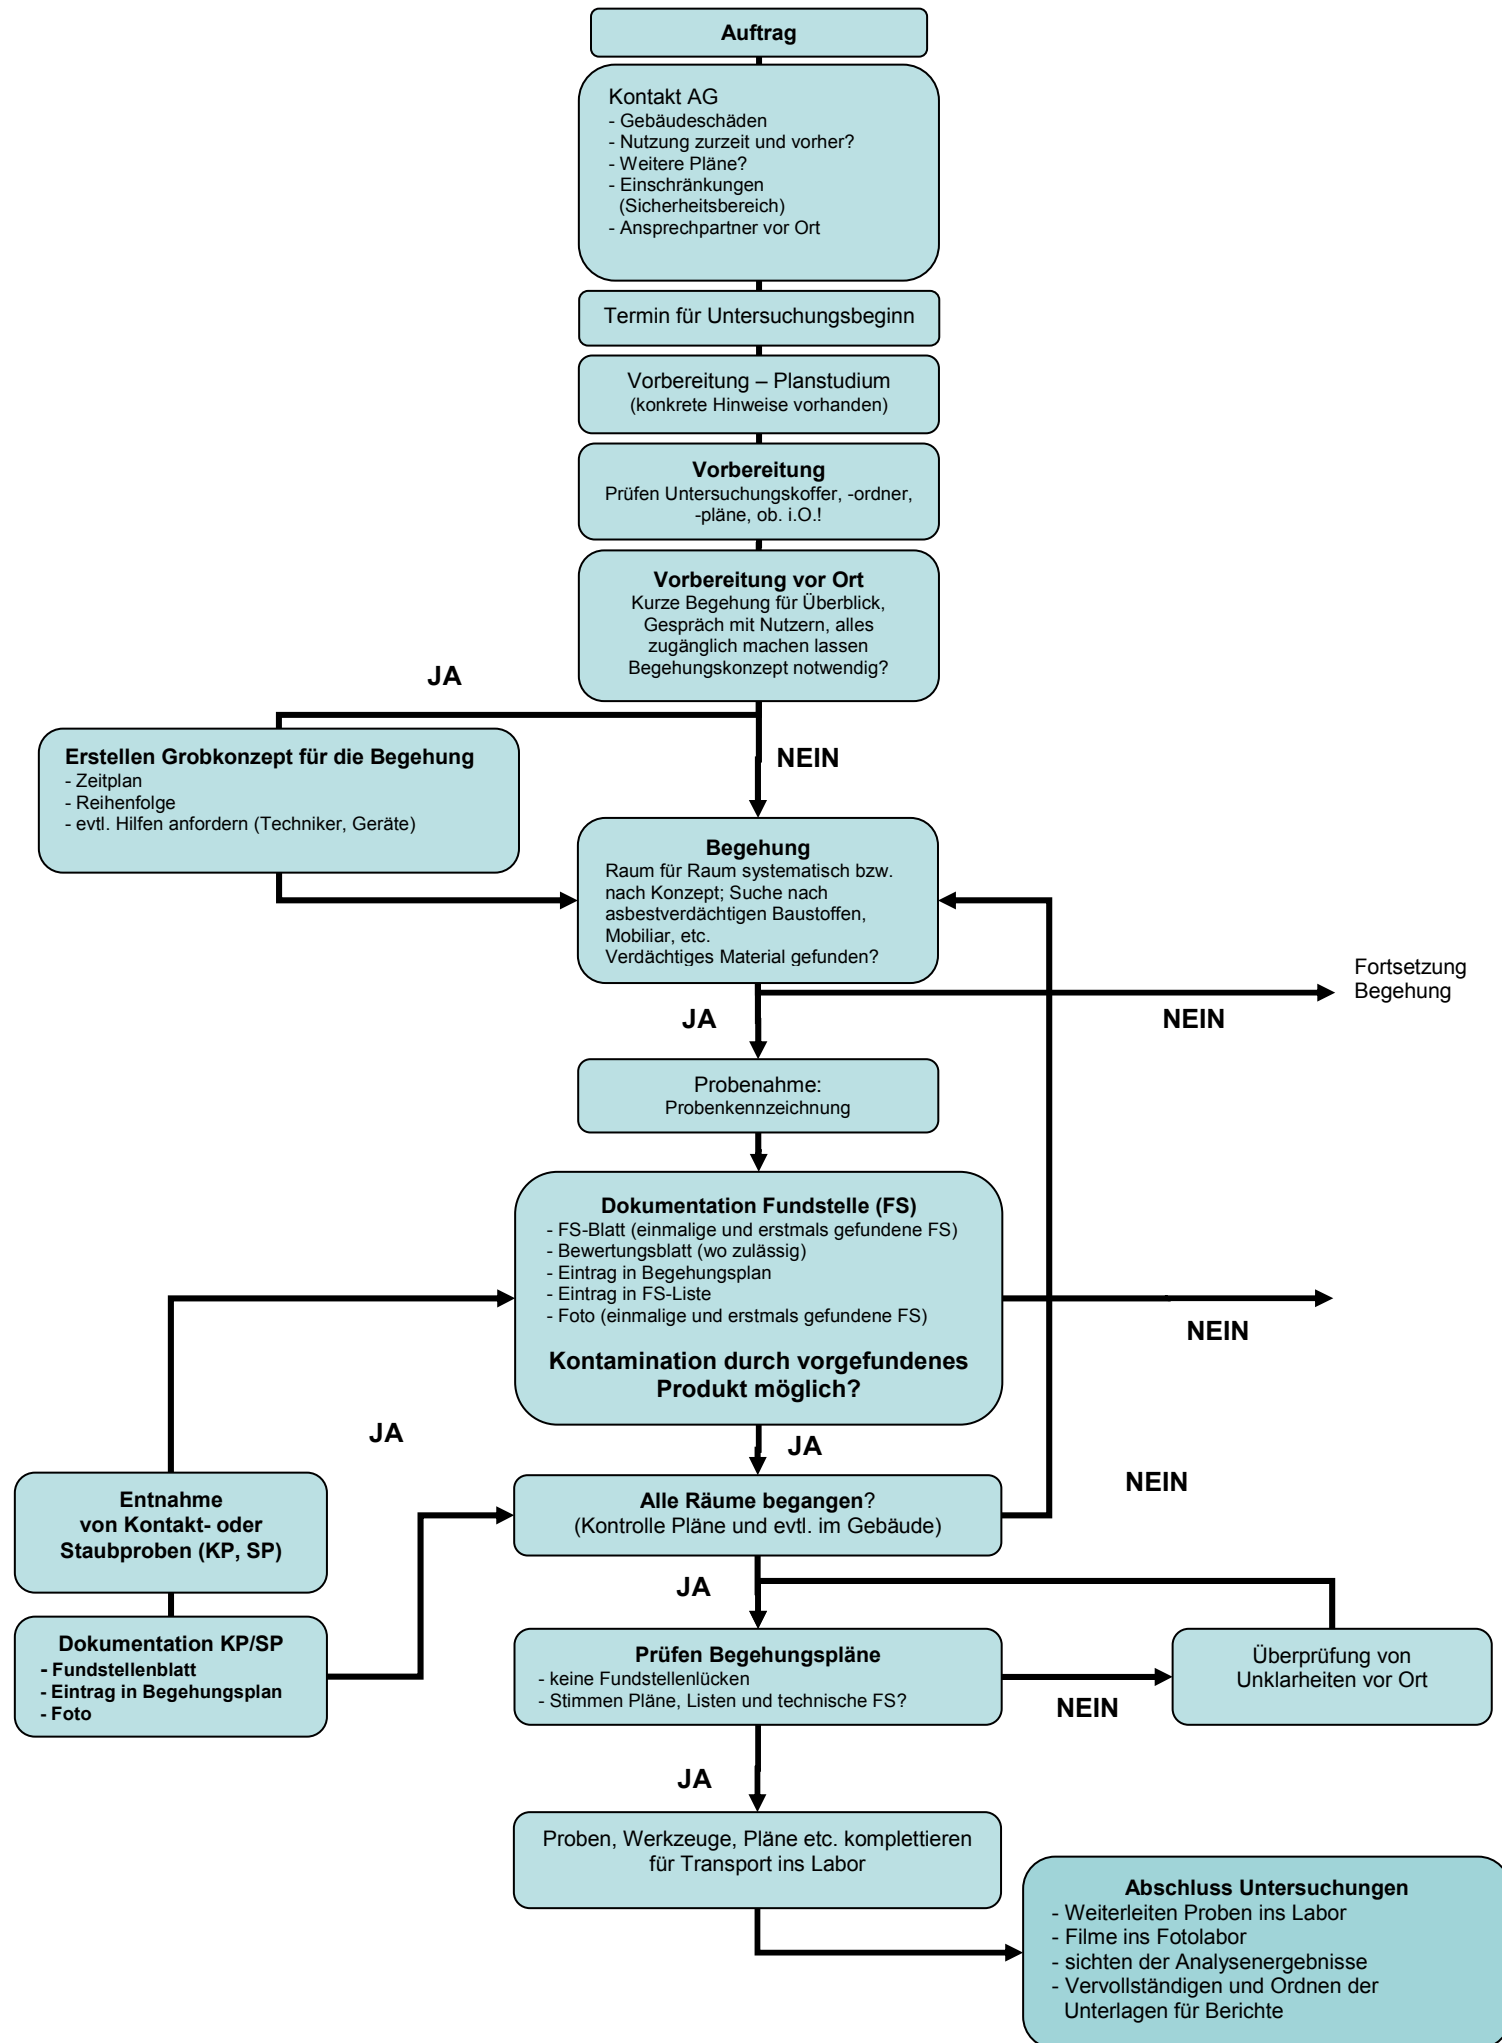 Auftrag
Kontakt AG
- Gebäudeschäden
- Nutzung zurzeit und vorher?
- Weitere Pläne?
- Einschränkungen
(Sicherheitsbereich)
- Ansprechpartner vor Ort
Termin für Untersuchungsbeginn
Vorbereitung – Planstudium
(konkrete Hinweise vorhanden)
Vorbereitung
Prüfen Untersuchungskoffer, -ordner,
-pläne, ob. i.O.!
Vorbereitung vor Ort
Kurze Begehung für Überblick,
Gespräch mit Nutzern, alles
zugänglich machen lassen
Begehungskonzept notwendig?
JA
NEIN
Erstellen Grobkonzept für die Begehung
- Zeitplan
- Reihenfolge
- evtl. Hilfen anfordern (Techniker, Geräte)
Begehung
Raum für Raum systematisch bzw.
nach Konzept; Suche nach
asbestverdächtigen Baustoffen,
Mobiliar, etc.
Verdächtiges Material gefunden?
Fortsetzung
Begehung
JA
NEIN
Probenahme:
Probenkennzeichnung
Dokumentation Fundstelle (FS)
- FS-Blatt (einmalige und erstmals gefundene FS)
- Bewertungsblatt (wo zulässig)
- Eintrag in Begehungsplan
- Eintrag in FS-Liste
- Foto (einmalige und erstmals gefundene FS)
Kontamination durch vorgefundenes
Produkt möglich?
NEIN
JA
JA
Entnahme
von Kontakt- oder
Staubproben (KP, SP)
Alle Räume begangen?
(Kontrolle Pläne und evtl. im Gebäude)
NEIN
JA
Dokumentation KP/SP
- Fundstellenblatt
- Eintrag in Begehungsplan
- Foto
Prüfen Begehungspläne
- keine Fundstellenlücken
- Stimmen Pläne, Listen und technische FS?
NEIN
Überprüfung von
Unklarheiten vor Ort
JA
Proben, Werkzeuge, Pläne etc. komplettieren
für Transport ins Labor
Abschluss Untersuchungen
- Weiterleiten Proben ins Labor
- Filme ins Fotolabor
- sichten der Analysenergebnisse
- Vervollständigen und Ordnen der
Unterlagen für Berichte